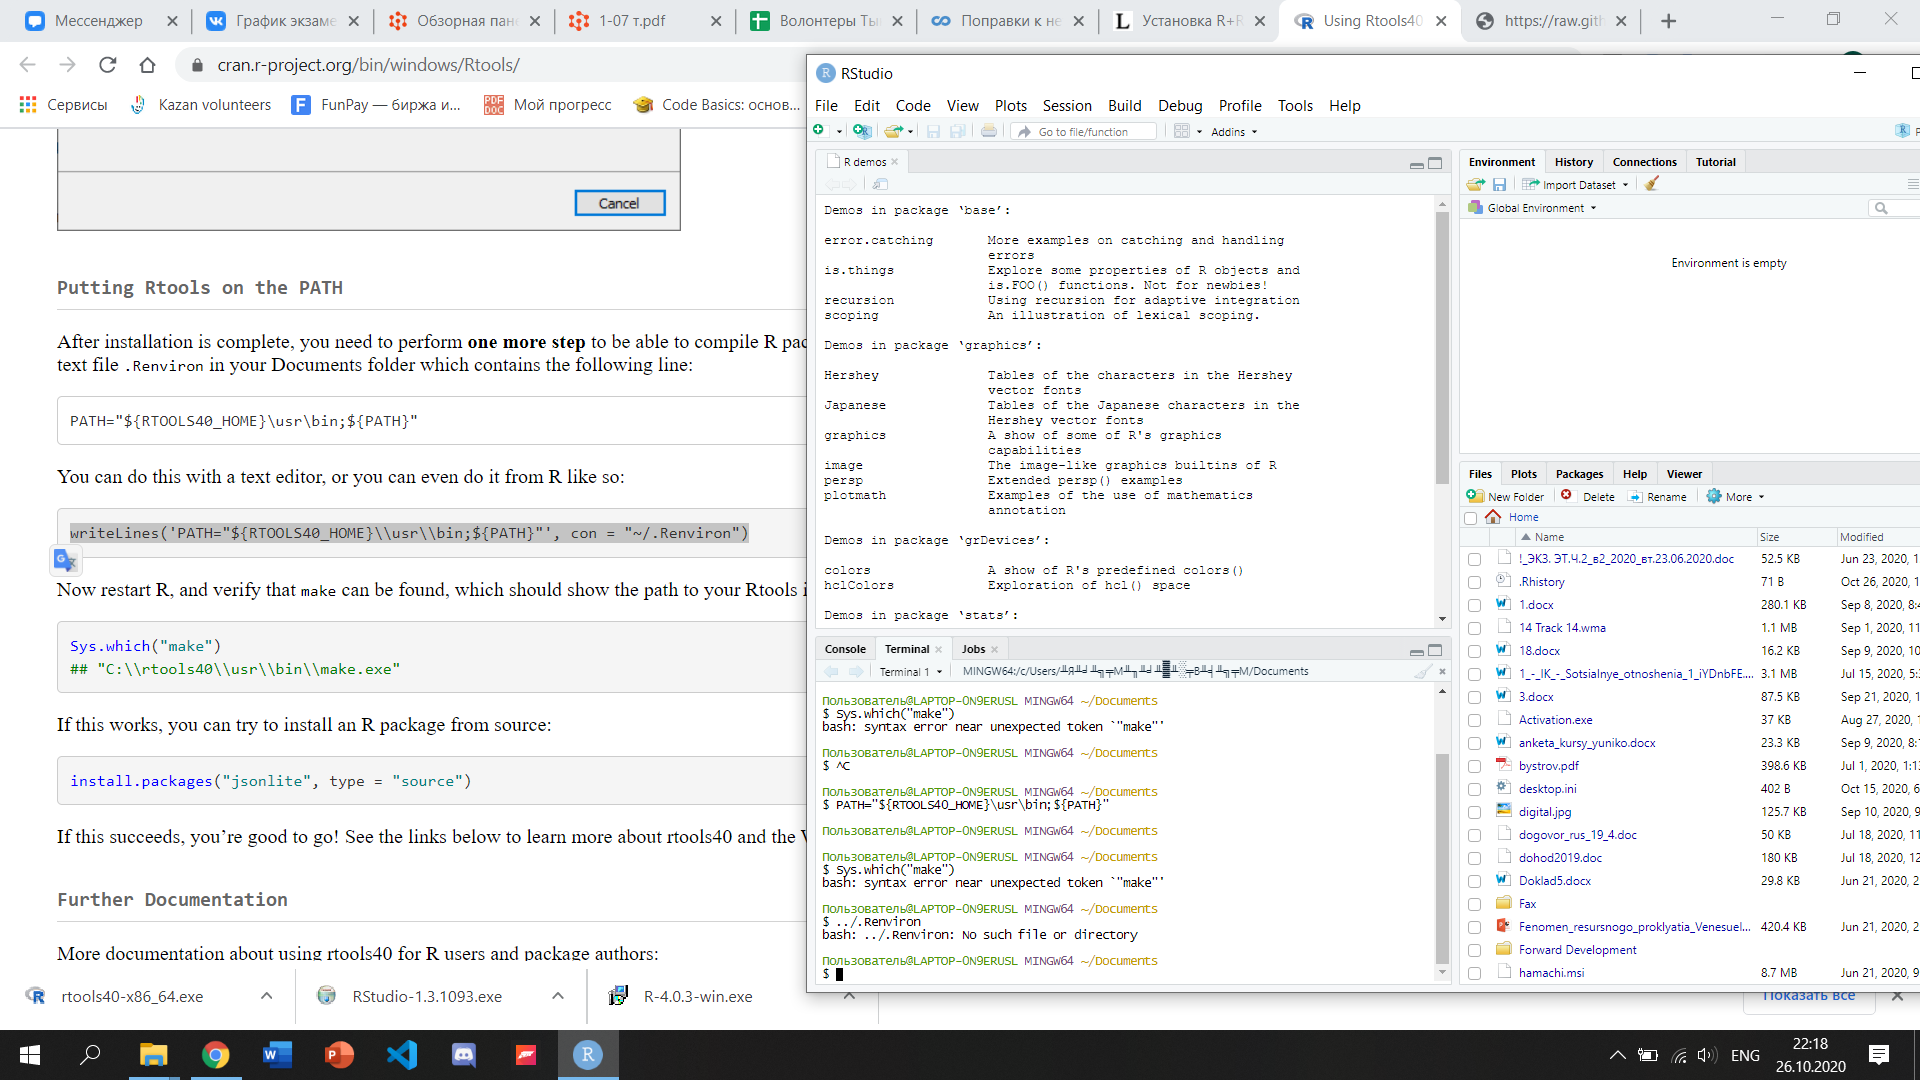 Мессенджер
График экзаме
Обзорная пан
1-07 т.pdf
Волонтеры Ты
Поправки к не
Установка R+R
Using Rtools40
https://raw.gith
cran.r-project.org/bin/windows/Rtools/
Сервисы
Kazan volunteers
FunPay — биржа и...
Мой прогресс
Code Basics: основ...
Cancel
Putting Rtools on the PATH
After installation is complete, you need to perform one more step to be able to compile R pac
text file .Renviron in your Documents folder which contains the following line:
PATH="${RTOOLS40_HOME}\usr\bin;${PATH}"
You can do this with a text editor, or you can even do it from R like so:
writeLines('PATH="${RTOOLS40_HOME}\\usr\\bin;${PATH}"', con = "~/.Renviron")
Now restart R, and verify that make can be found, which should show the path to your Rtools i
Sys.which("make")
## "C:\\rtools40\\usr\\bin\\make.exe"
If this works, you can try to install an R package from source:
install.packages("jsonlite", type = "source")
If this succeeds, you're good to go! See the links below to learn more about rtools40 and the
Further Documentation
More documentation about using rtools40 for R users and package authors:
RStudio
File Edit Code View Plots Session Build Debug Profile Tools Help
Go to file/function
Addins
R demos
Demos in package ‘base’:
error.catching More examples on catching and handling
errors
is.things Explore some properties of R objects and
is.FOO() functions. Not for newbies!
recursion Using recursion for adaptive integration
scoping An illustration of lexical scoping.
Demos in package ‘graphics’:
Hershey Tables of the characters in the Hershey
vector fonts
Japanese Tables of the Japanese characters in the
Hershey vector fonts
graphics A show of some of R's graphics
capabilities
image The image-like graphics builtins of R
persp Extended persp() examples
plotmath Examples of the use of mathematics
annotation
Demos in package ‘grDevices’:
colors A show of R's predefined colors()
hclColors Exploration of hcl() space
Demos in package ‘stats’:
Console Terminal Jobs
Terminal 1
Пользователь@LAPTOP-ON9ERUSL MINGW64 ~/Documents
$ Sys.which("make")
bash: syntax error near unexpected token `"make"'
Пользователь@LAPTOP-ON9ERUSL MINGW64 ~/Documents
$ ^C
Пользователь@LAPTOP-ON9ERUSL MINGW64 ~/Documents
$ PATH="${RTOOLS40_HOME}\usr\bin;${PATH}"
Пользователь@LAPTOP-ON9ERUSL MINGW64 ~/Documents
Пользователь@LAPTOP-ON9ERUSL MINGW64 ~/Documents
$ Sys.which("make")
bash: syntax error near unexpected token `"make"'
Пользователь@LAPTOP-ON9ERUSL MINGW64 ~/Documents
$ ../.Renviron
bash: ../.Renviron: No such file or directory
Пользователь@LAPTOP-ON9ERUSL MINGW64 ~/Documents
$
Environment History Connections Tutorial
Import Dataset
Global Environment
Environment is empty
Files Plots Packages Help Viewer
New Folder Delete Rename More
Home
Name Size Modified
!_ЭКЗ. ЭТ.Ч.2_в2_2020_вт.23.06.2020.doc 52.5 KB Jun 23, 2020, 1
.Rhistory 71 B Oct 26, 2020, 1
1.docx 280.1 KB Sep 8, 2020, 8:4
14 Track 14.wma 1.1 MB Sep 1, 2020, 11
18.docx 16.2 KB Sep 9, 2020, 10
1_-_IK_-_Sotsialnye_otnoshenia_1_iYDnbFE.... 3.1 MB Jul 15, 2020, 5:
3.docx 87.5 KB Sep 21, 2020, 1
Activation.exe 37 KB Aug 27, 2020, 1
anketa_kursy_yuniko.docx 23.3 KB Sep 9, 2020, 8:
bystrov.pdf 398.6 KB Jul 1, 2020, 1:1
desktop.ini 402 B Oct 15, 2020, 6
digital.jpg 125.7 KB Sep 10, 2020, 9
dogovor_rus_19_4.doc 50 KB Jul 18, 2020, 11
dohod2019.doc 180 KB Jul 18, 2020, 12
Doklad5.docx 29.8 KB Jun 21, 2020, 2
Fax
Fenomen_resursnogo_proklyatia_Venesuel... 420.4 KB Jun 21, 2020, 2
Forward Development
hamachi.msi 8.7 MB Jun 21, 2020, 9
rtools40-x86_64.exe
RStudio-1.3.1093.exe
R-4.0.3-win.exe
Показать все
ENG
22:18
26.10.2020